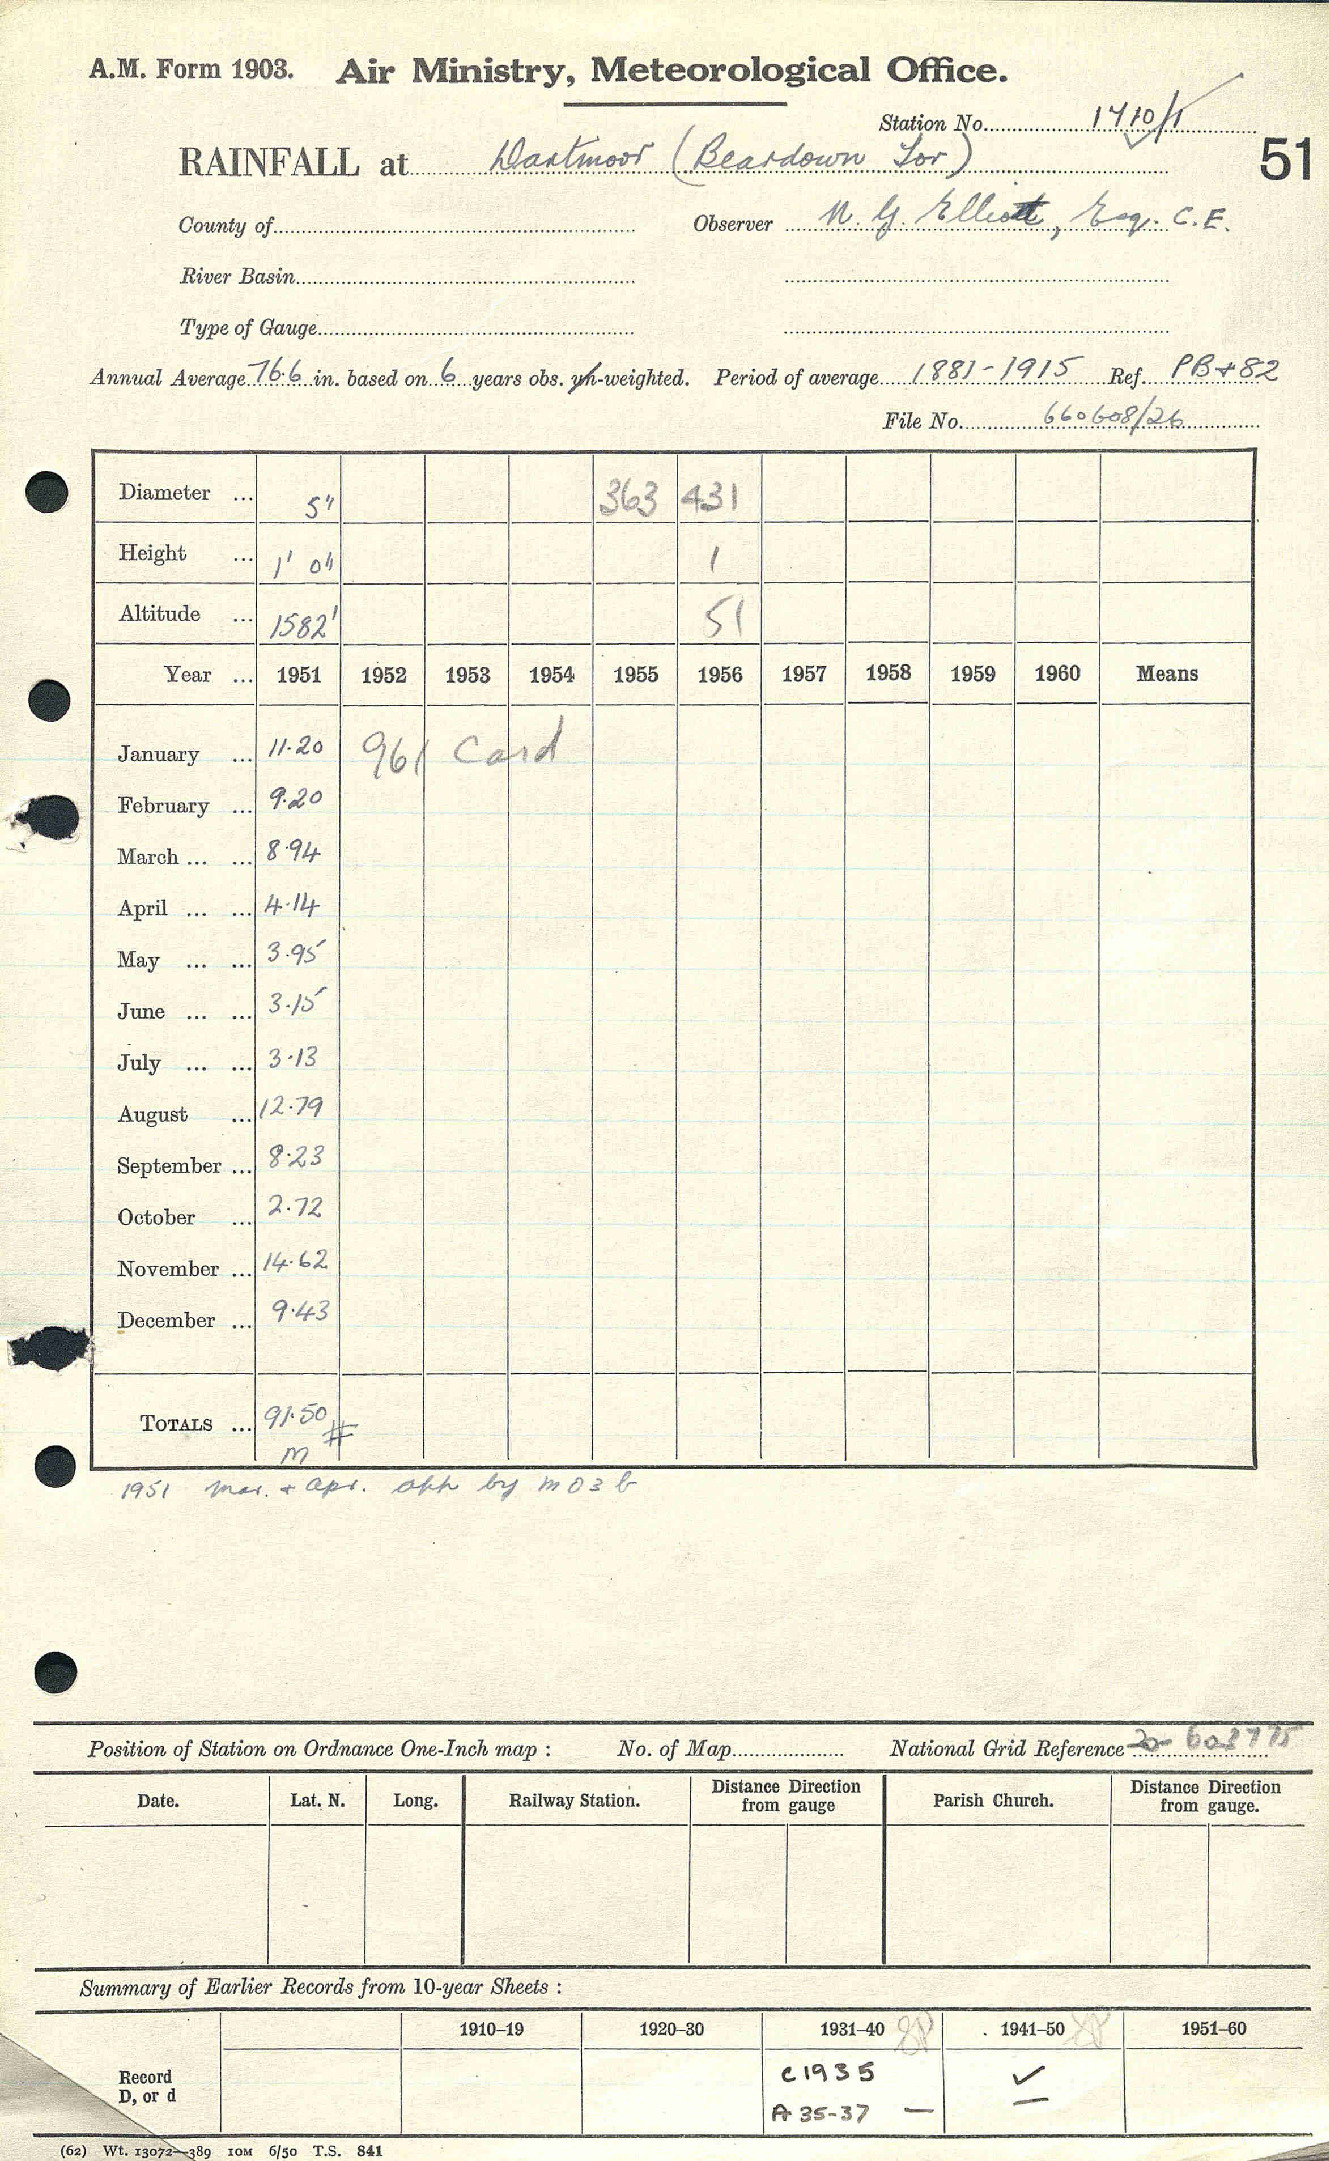 A.M. Form 1903. Air Ministry, Meteorological Office.
Station No. 1710/1
RAINFALL at Dartmoor (Beardown Tor) 51
County of Observer N. G. Elliott, Esq. C.E.
River Basin
Type of Gauge
Annual Average 76.6 in. based on 6 years obs. -weighted. Period of average 1881-1915 Ref. PB+82
File No. 660608/26
Diameter ... 5" 363 431
Height ... 1' 0" 1
Altitude ... 1582' 51
Year ... 1951 1952 1953 1954 1955 1956 1957 1958 1959 1960 Means
January ... 11.20 961 Card
February ... 9.20
March ... ... 8.94
April ... ... 4.14
May ... ... 3.95
June ... ... 3.15
July ... ... 3.13
August ... 12.79
September ... 8.23
October ... 2.72
November ... 14.62
December ... 9.43
TOTALS ... 91.50 #
m
1951 Mar. + Apr. by MO3b
Position of Station on Ordnance One-Inch map : No. of Map National Grid Reference
Date. Lat. N. Long. Railway Station. Distance Direction from gauge Parish Church. Distance Direction from gauge.
Summary of Earlier Records from 10-year Sheets :
1910–19 1920–30 1931–40 1941–50 1951–60
Record C1935 ✓
D, or d A 35-37 — —
(62) Wt. 13072—389 10M 6/50 T.S. 841